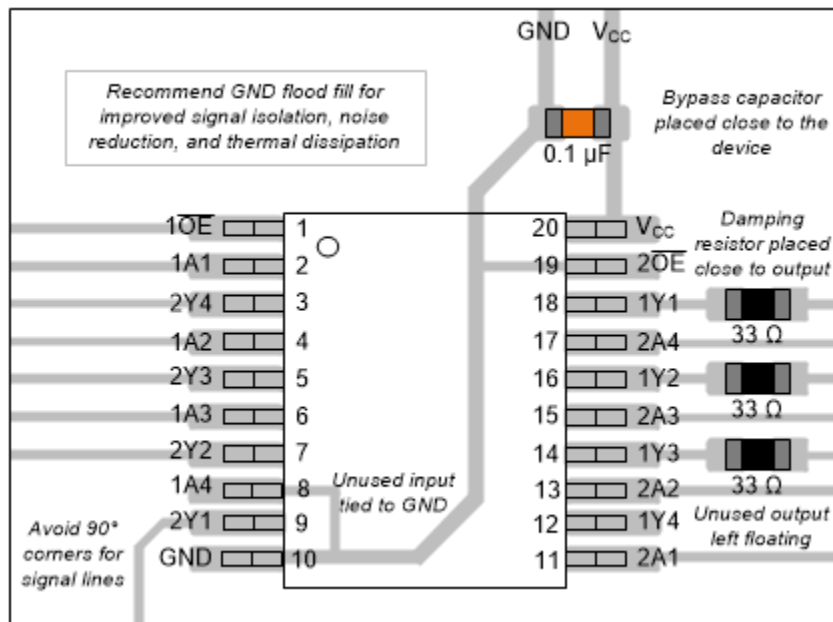 GND VCC
Recommend GND flood fill for
improved signal isolation, noise
reduction, and thermal dissipation
Bypass capacitor
placed close to the
device
0.1 µF
1O̅E̅ 1 20 VCC
Damping
resistor placed
close to output
1A1 2 19 2O̅E̅
2Y4 3 18 1Y1
33 Ω
1A2 4 17 2A4
2Y3 5 16 1Y2
33 Ω
1A3 6 15 2A3
2Y2 7 14 1Y3
33 Ω
1A4 8 13 2A2
Unused input
tied to GND
2Y1 9 12 1Y4
Unused output
left floating
GND 10 11 2A1
Avoid 90°
corners for
signal lines